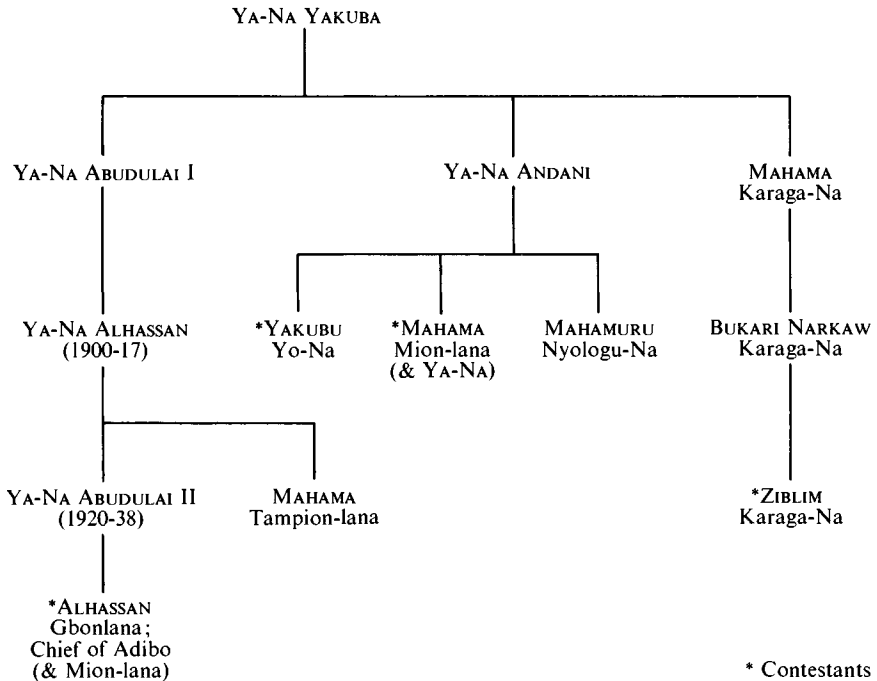 YA-NA YAKUBA
YA-NA ABUDULAI I
YA-NA ANDANI
MAHAMA
Karaga-Na
YA-NA ALHASSAN
(1900-17)
*YAKUBU
Yo-Na
*MAHAMA
Mion-lana
(& YA-NA)
MAHAMURU
Nyologu-Na
BUKARI NARKAW
Karaga-Na
YA-NA ABUDULAI II
(1920-38)
MAHAMA
Tampion-lana
*ZIBLIM
Karaga-Na
*ALHASSAN
Gbonlana;
Chief of Adibo
(& Mion-lana)
* Contestants